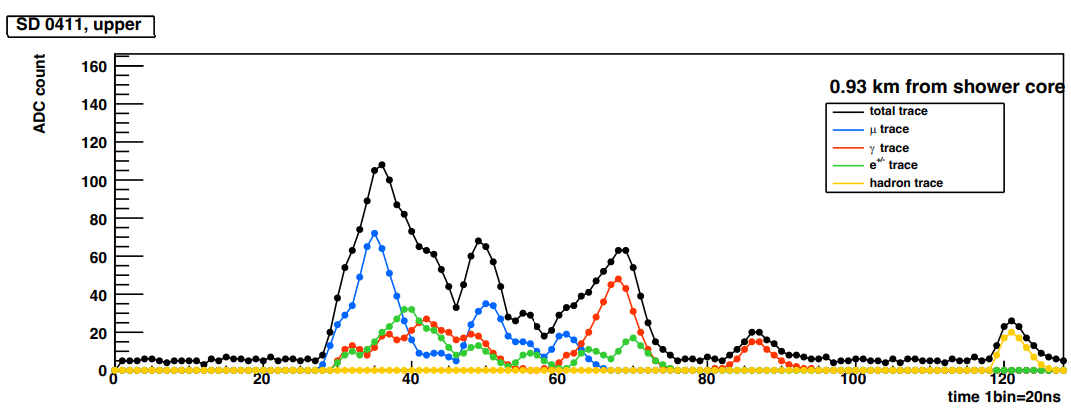 SD 0411, upper
ADC count
160
140
120
100
80
60
40
20
0
0.93 km from shower core
total trace
μ trace
γ trace
e+/- trace
hadron trace
0 20 40 60 80 100 120
time 1bin=20ns